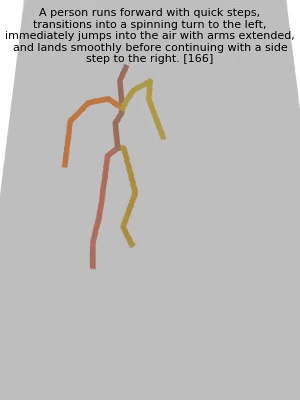 A person runs forward with quick steps,
transitions into a spinning turn to the left,
immediately jumps into the air with arms extended,
and lands smoothly before continuing with a side
step to the right. [166]